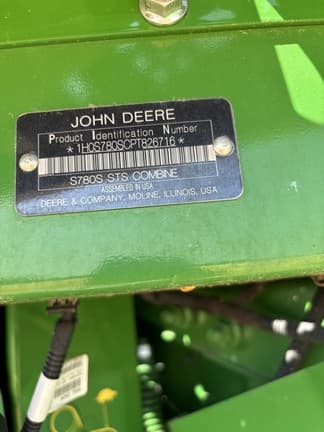 JOHN DEERE
Product Identification Number
*1H0S780SCPT826716*
S780S STS COMBINE
ASSEMBLED IN USA
DEERE & COMPANY, MOLINE, ILLINOIS, USA